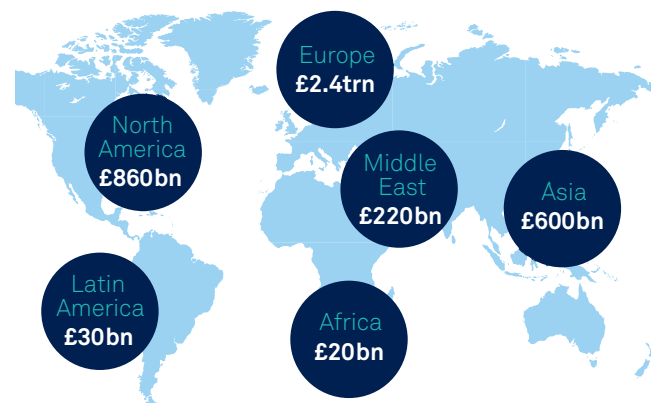 Europe
£2.4trn
North
America
£860bn
Middle
East
£220bn
Asia
£600bn
Latin
America
£30bn
Africa
£20bn